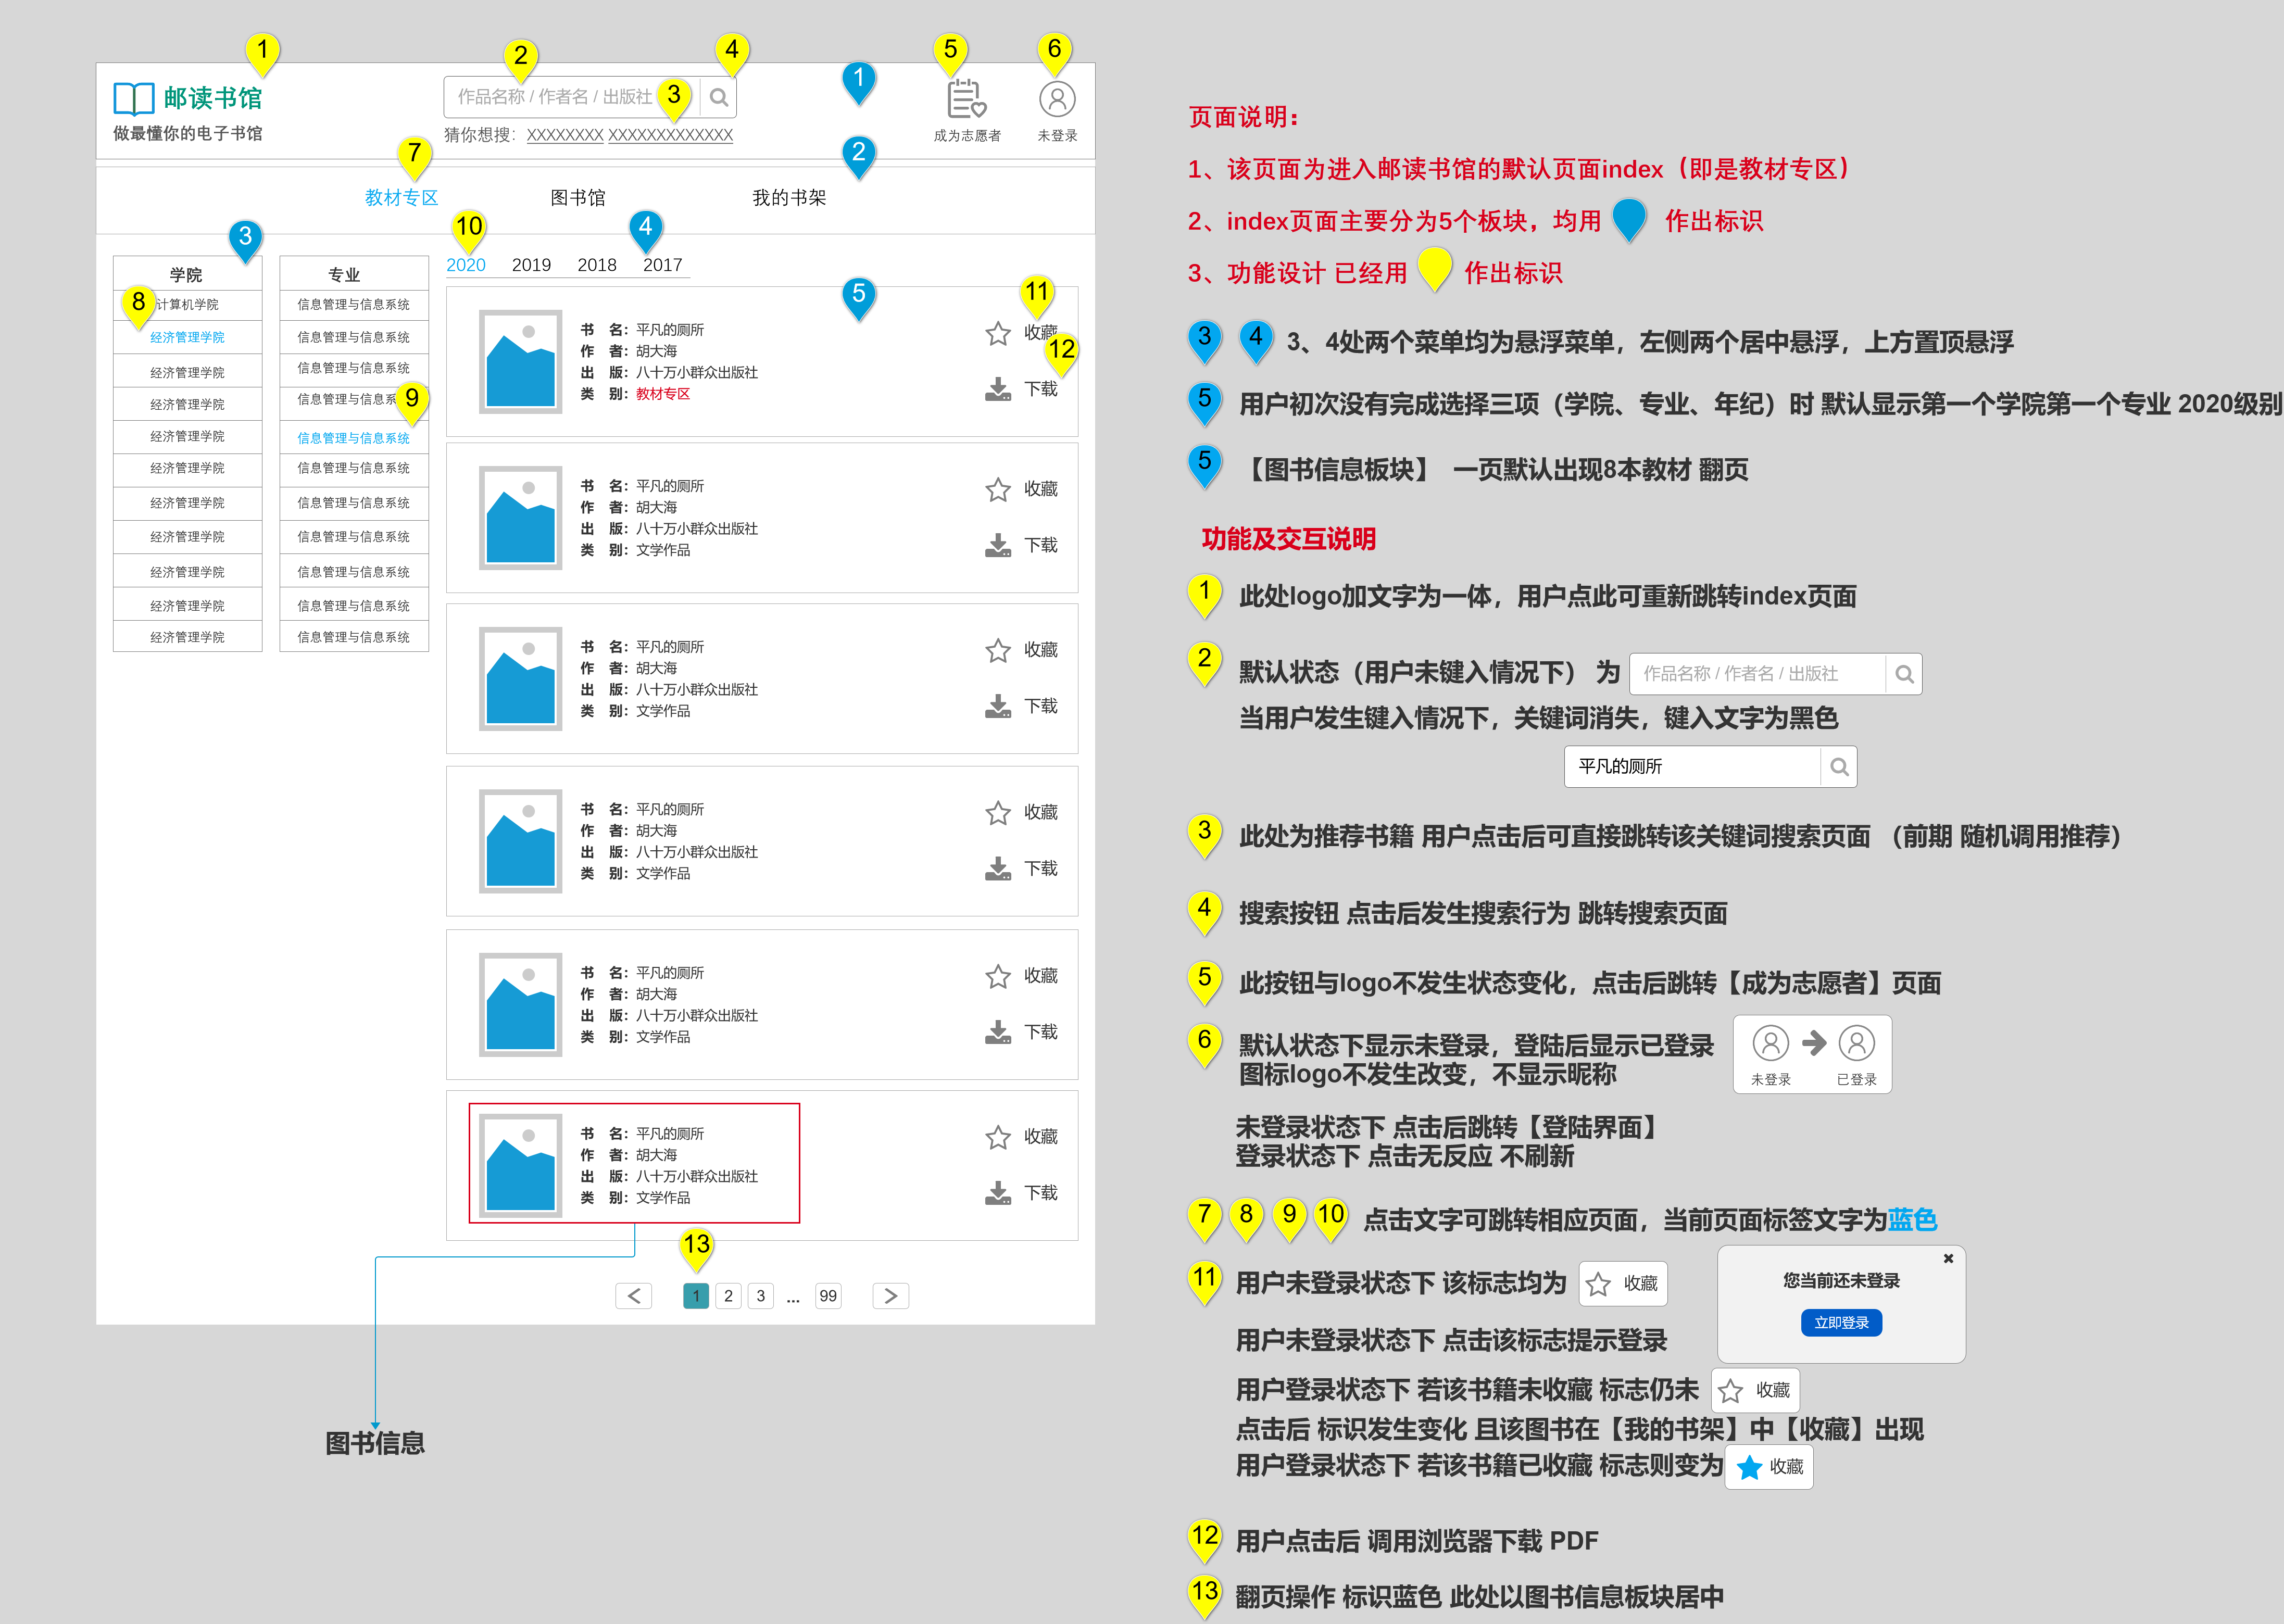 1
2
4
5
6
邮读书馆
做最懂你的电子书馆
作品名称 / 作者名 / 出版社
3
1
猜你想搜： XXXXXXXX XXXXXXXXXXXXX
成为志愿者
未登录
7
2
教材专区
图书馆
我的书架
3
10
4
2020 2019 2018 2017
学院
8
计算机学院
经济管理学院
经济管理学院
经济管理学院
经济管理学院
经济管理学院
经济管理学院
经济管理学院
经济管理学院
经济管理学院
经济管理学院
专业
信息管理与信息系统
信息管理与信息系统
信息管理与信息系统
信息管理与信息系
9
信息管理与信息系统
信息管理与信息系统
信息管理与信息系统
信息管理与信息系统
信息管理与信息系统
信息管理与信息系统
信息管理与信息系统
5
11
书 名：平凡的厕所
作 者：胡大海
出 版：八十万小群众出版社
类 别：教材专区
收藏
12
下载
书 名：平凡的厕所
作 者：胡大海
出 版：八十万小群众出版社
类 别：文学作品
收藏
下载
书 名：平凡的厕所
作 者：胡大海
出 版：八十万小群众出版社
类 别：文学作品
收藏
下载
书 名：平凡的厕所
作 者：胡大海
出 版：八十万小群众出版社
类 别：文学作品
收藏
下载
书 名：平凡的厕所
作 者：胡大海
出 版：八十万小群众出版社
类 别：文学作品
收藏
下载
书 名：平凡的厕所
作 者：胡大海
出 版：八十万小群众出版社
类 别：文学作品
收藏
下载
13
< 1 2 3 ... 99 >
图书信息
页面说明：
1、该页面为进入邮读书馆的默认页面index（即是教材专区）
2、index页面主要分为5个板块，均用 作出标识
3、功能设计 已经用 作出标识
3 4 3、4处两个菜单均为悬浮菜单，左侧两个居中悬浮，上方置顶悬浮
5 用户初次没有完成选择三项（学院、专业、年纪）时 默认显示第一个学院第一个专业 2020级别
5 【图书信息板块】 一页默认出现8本教材 翻页
功能及交互说明
1 此处logo加文字为一体，用户点此可重新跳转index页面
2 默认状态（用户未键入情况下） 为 作品名称 / 作者名 / 出版社
当用户发生键入情况下，关键词消失，键入文字为黑色
平凡的厕所
3 此处为推荐书籍 用户点击后可直接跳转该关键词搜索页面 （前期 随机调用推荐）
4 搜索按钮 点击后发生搜索行为 跳转搜索页面
5 此按钮与logo不发生状态变化，点击后跳转【成为志愿者】页面
6 默认状态下显示未登录，登陆后显示已登录
图标logo不发生改变，不显示昵称
未登录 已登录
未登录状态下 点击后跳转【登陆界面】
登录状态下 点击无反应 不刷新
7 8 9 10 点击文字可跳转相应页面，当前页面标签文字为蓝色
11 用户未登录状态下 该标志均为 收藏
您当前还未登录
立即登录
用户未登录状态下 点击该标志提示登录
用户登录状态下 若该书籍未收藏 标志仍未 收藏
点击后 标识发生变化 且该图书在【我的书架】中【收藏】出现
用户登录状态下 若该书籍已收藏 标志则变为 收藏
12 用户点击后 调用浏览器下载 PDF
13 翻页操作 标识蓝色 此处以图书信息板块居中